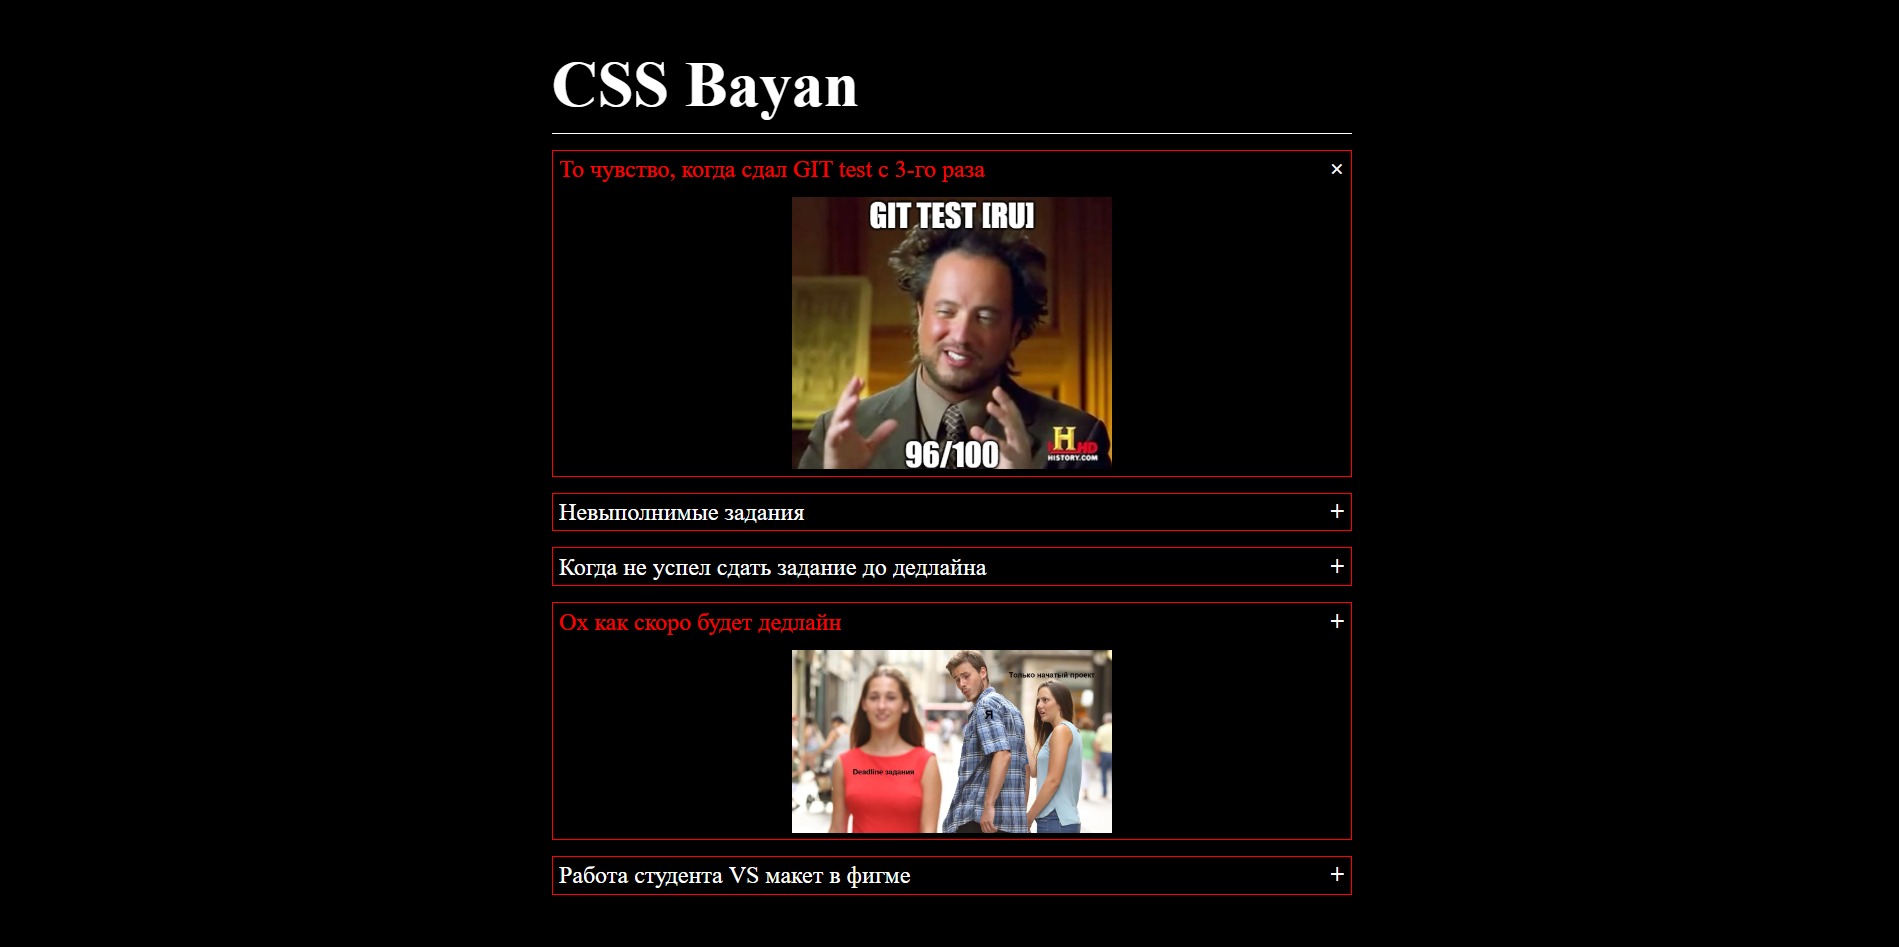 CSS Bayan
То чувство, когда сдал GIT test с 3-го раза
×
GIT TEST [RU]
96/100
H HD
HISTORY.COM
Невыполнимые задания
+
Когда не успел сдать задание до дедлайна
+
Ох как скоро будет дедлайн
+
Только начатый проект
Я
Deadline задания
Работа студента VS макет в фигме
+